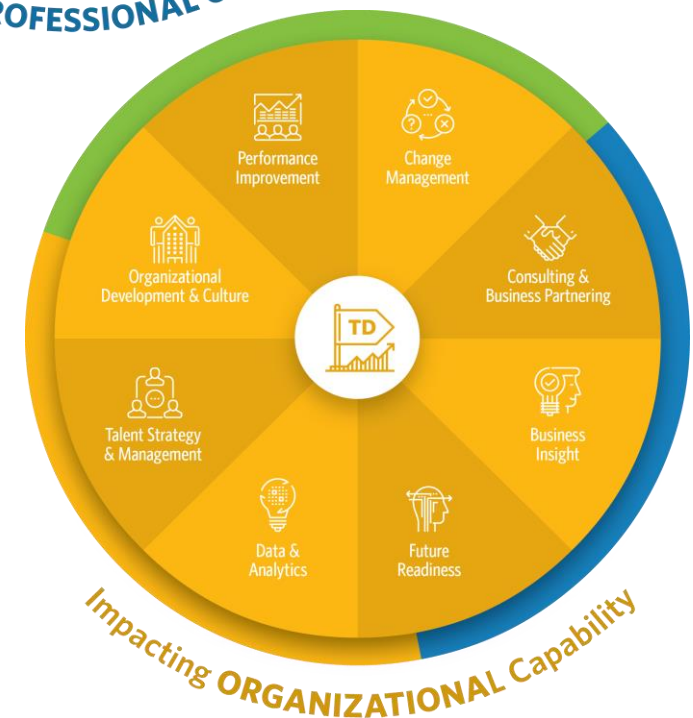 PROFESSIONAL
Performance
Improvement
Change
Management
Organizational
Development & Culture
Consulting &
Business Partnering
TD
Talent Strategy
& Management
Business
Insight
Data &
Analytics
Future
Readiness
Impacting ORGANIZATIONAL Capability